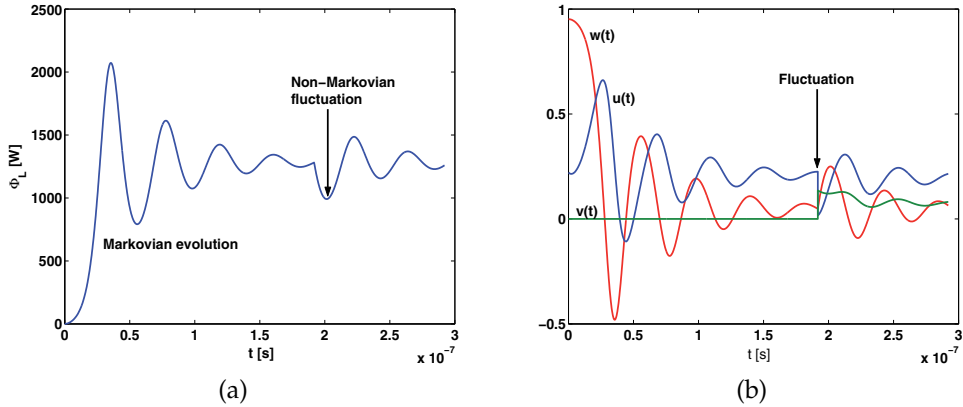 2500
2000
1500
1000
500
0
Φ_L [W]
Non−Markovian
fluctuation
Markovian evolution
0 0.5 1 1.5 2 2.5 3
t [s]
x 10^-7
(a)
1
0.5
0
−0.5
w(t)
u(t)
v(t)
Fluctuation
0 0.5 1 1.5 2 2.5 3
t [s]
x 10^-7
(b)